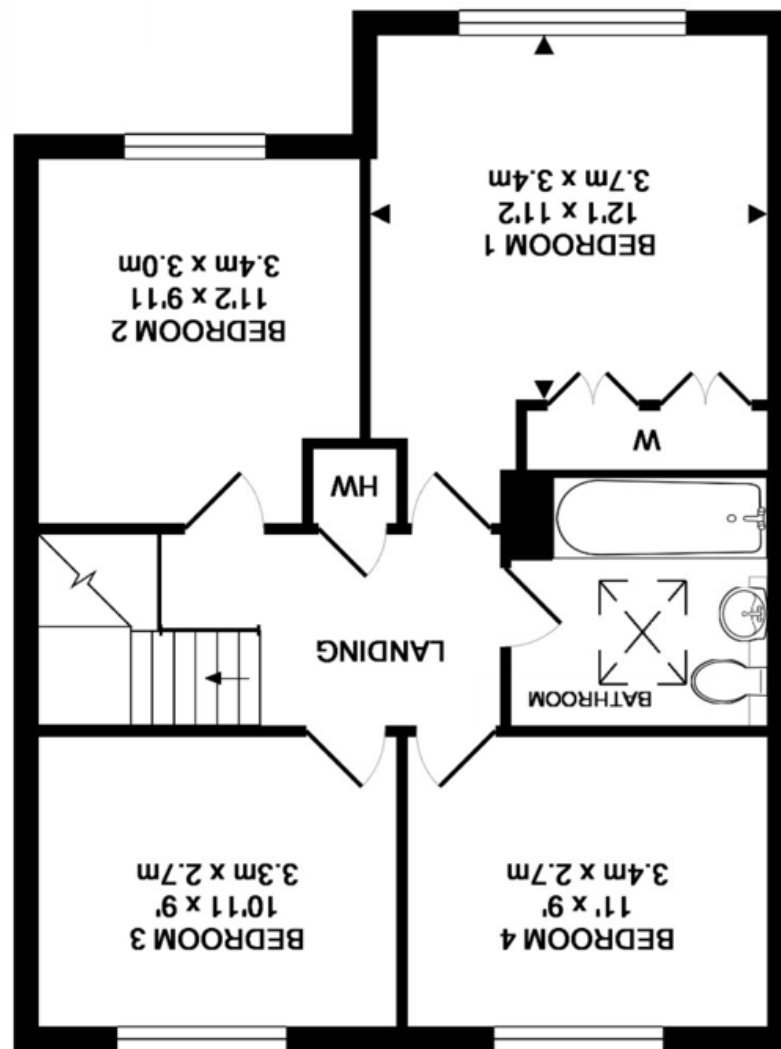 BEDROOM 4
11' x 9'
3.4m x 2.7m
BEDROOM 3
10'11 x 9'
3.3m x 2.7m
BATHROOM
LANDING
HW
W
BEDROOM 2
11'2 x 9'11
3.4m x 3.0m
BEDROOM 1
12'1 x 11'2
3.7m x 3.4m